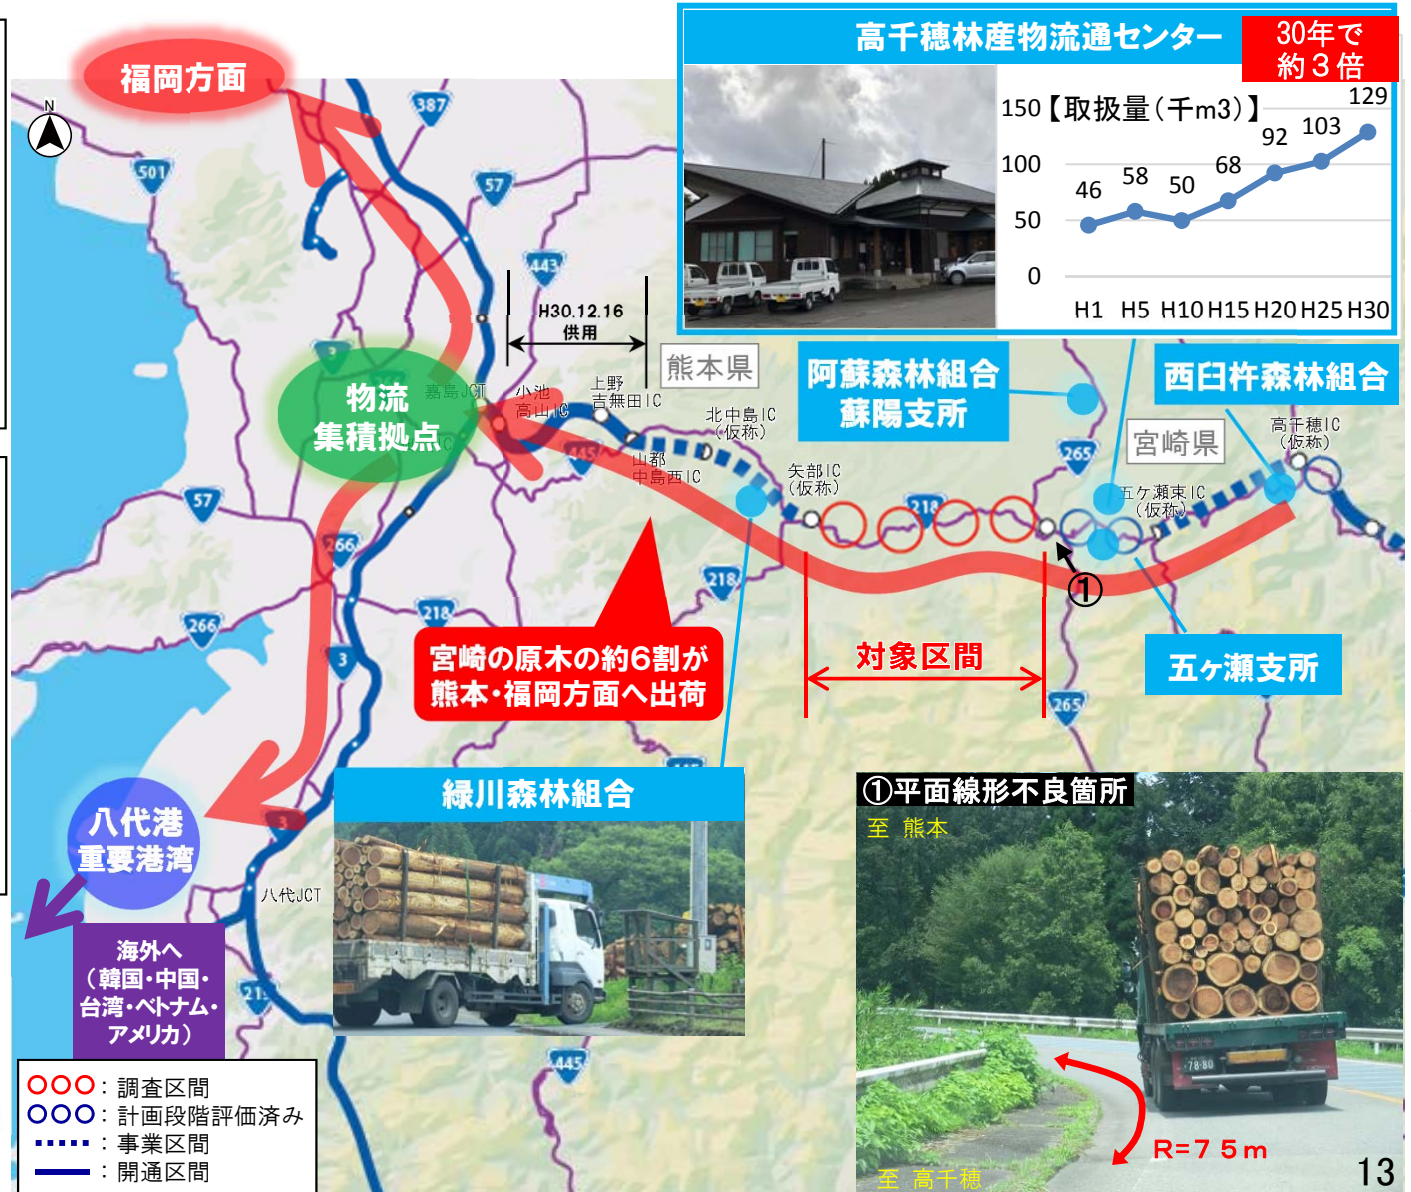 高千穂林産物流通センター
30年で
約3倍
【取扱量(千m3)】
150
100
50
0
46
58
50
68
92
103
129
H1 H5 H10 H15 H20 H25 H30
福岡方面
N
387
501
57
443
3
H30.12.16
供用
熊本県
阿蘇森林組合
蘇陽支所
西臼杵森林組合
宮崎県
物流
集積拠点
嘉島JCT
小池
高山IC
上野
吉無田IC
北中島IC
(仮称)
山都
中島西IC
矢部IC
(仮称)
高千穂IC
(仮称)
五ケ瀬東IC
(仮称)
445
265
218
57
266
218
218
266
3
265
①
宮崎の原木の約6割が
熊本・福岡方面へ出荷
対象区間
五ヶ瀬支所
緑川森林組合
八代港
重要港湾
3
八代JCT
海外へ
(韓国・中国・
台湾・ベトナム・
アメリカ)
445
①平面線形不良箇所
至 熊本
78-80
R=75m
至 高千穂
:調査区間
:計画段階評価済み
:事業区間
:開通区間
13